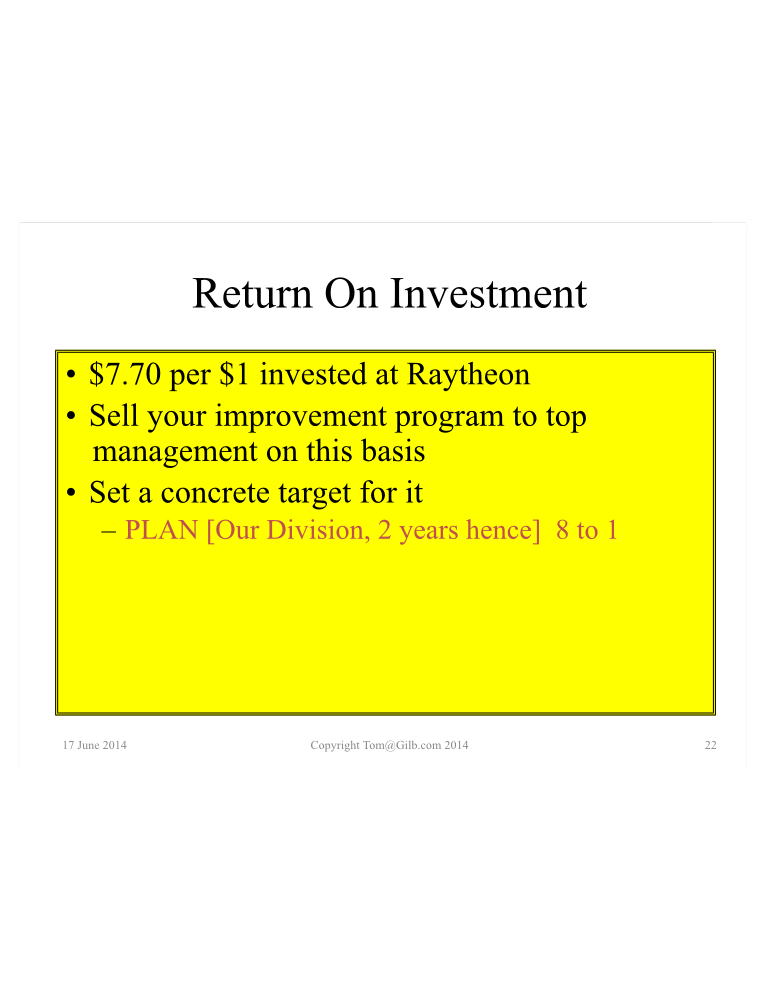 Return On Investment
• $7.70 per $1 invested at Raytheon
• Sell your improvement program to top
management on this basis
• Set a concrete target for it
– PLAN [Our Division, 2 years hence]  8 to 1
17 June 2014
Copyright Tom@Gilb.com 2014
22